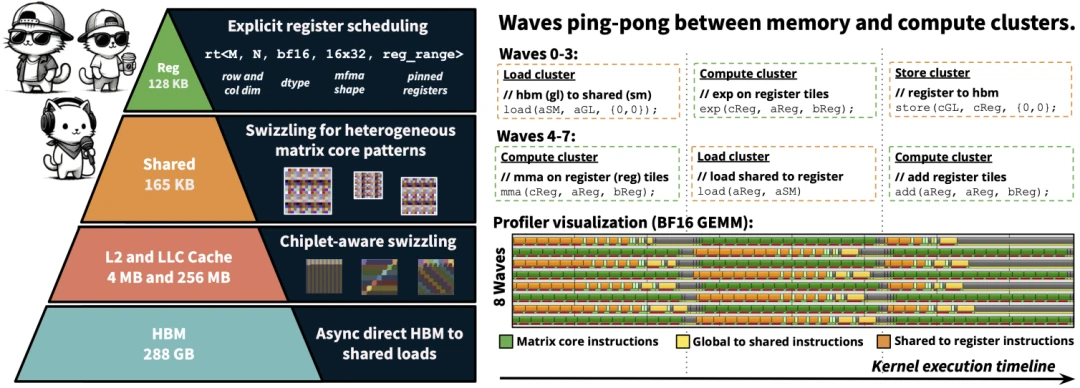 Explicit register scheduling
rt<M, N, bf16, 16x32, reg_range>
row and
col dim
dtype
mfma
shape
pinned
registers
Reg
128 KB
Swizzling for heterogeneous
matrix core patterns
Shared
165 KB
Chiplet-aware swizzling
L2 and LLC Cache
4 MB and 256 MB
HBM
288 GB
Async direct HBM to
shared loads
Waves ping-pong between memory and compute clusters.
Waves 0-3:
Load cluster
// hbm (gl) to shared (sm)
load(aSM, aGL, {0,0});
Compute cluster
// exp on register tiles
exp(cReg, aReg, bReg);
Store cluster
// register to hbm
store(cGL, cReg, {0,0};
Waves 4-7:
Compute cluster
// mma on register (reg) tiles
mma(cReg, aReg, bReg);
Load cluster
// load shared to register
load(aReg, aSM)
Compute cluster
// add register tiles
add(aReg, aReg, bReg);
Profiler visualization (BF16 GEMM):
8 Waves
Matrix core instructions
Global to shared instructions
Shared to register instructions
Kernel execution timeline